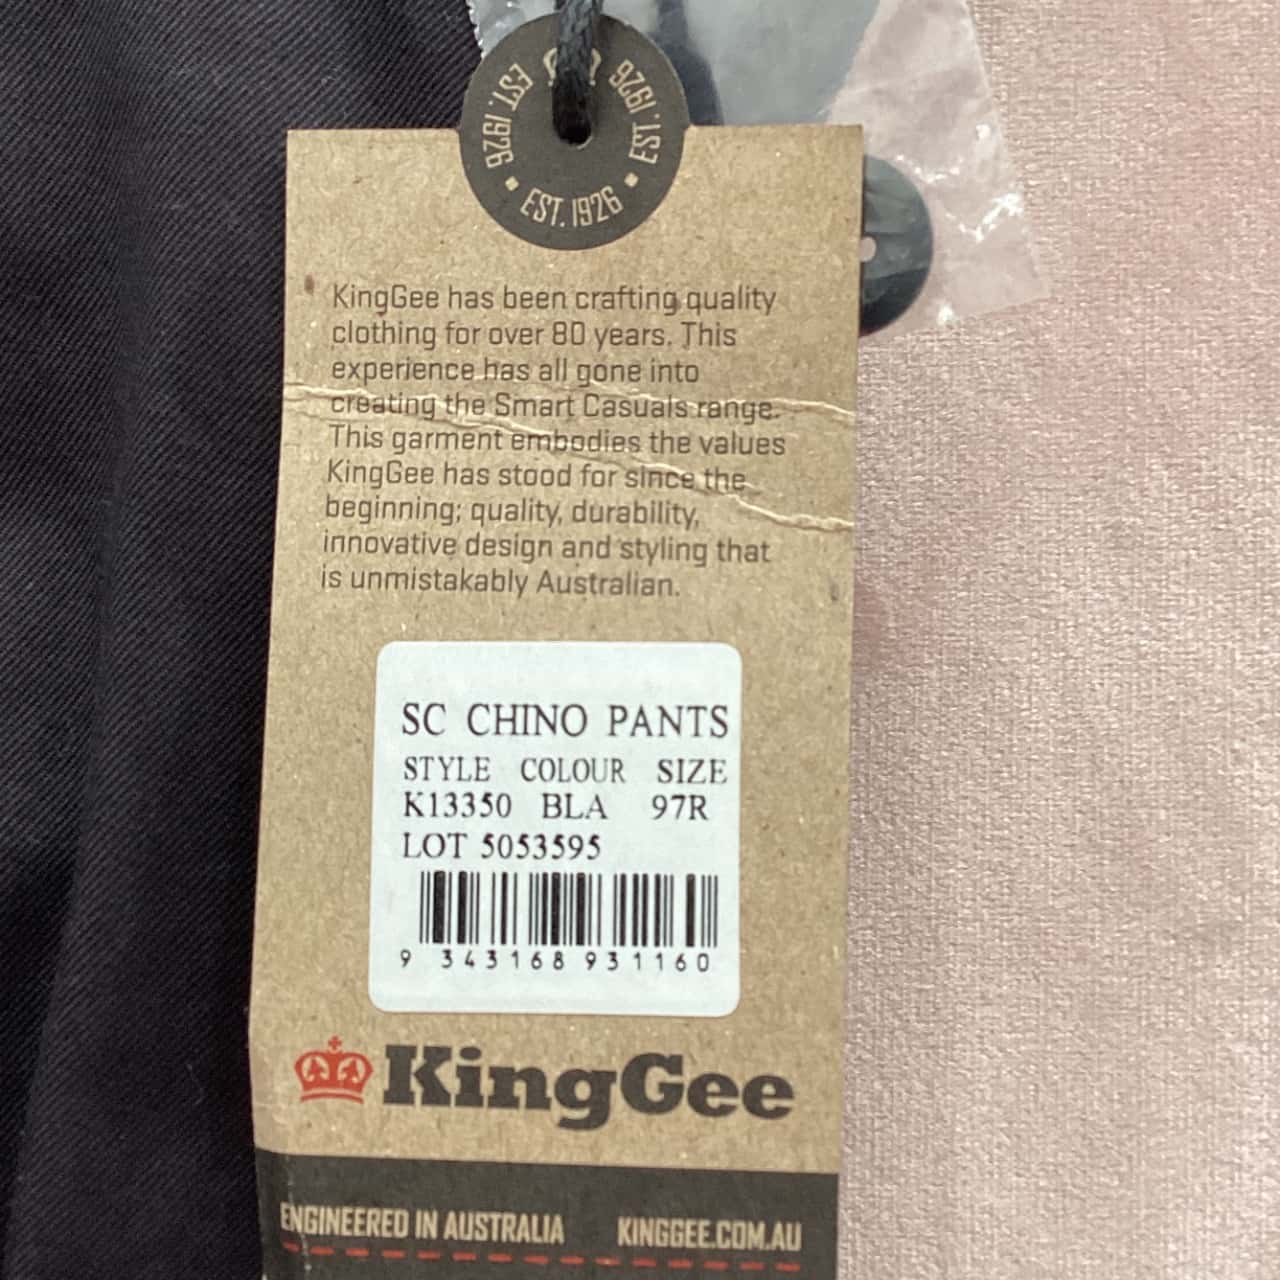 EST. 1926 ▪ EST. 1926 ▪ EST. 1926
KingGee has been crafting quality
clothing for over 80 years. This
experience has all gone into
creating the Smart Casuals range.
This garment embodies the values
KingGee has stood for since the
beginning; quality, durability,
innovative design and styling that
is unmistakably Australian.
SC CHINO PANTS
STYLE COLOUR SIZE
K13350 BLA 97R
LOT 5053595
9 343168 931160
KingGee
ENGINEERED IN AUSTRALIA KINGGEE.COM.AU